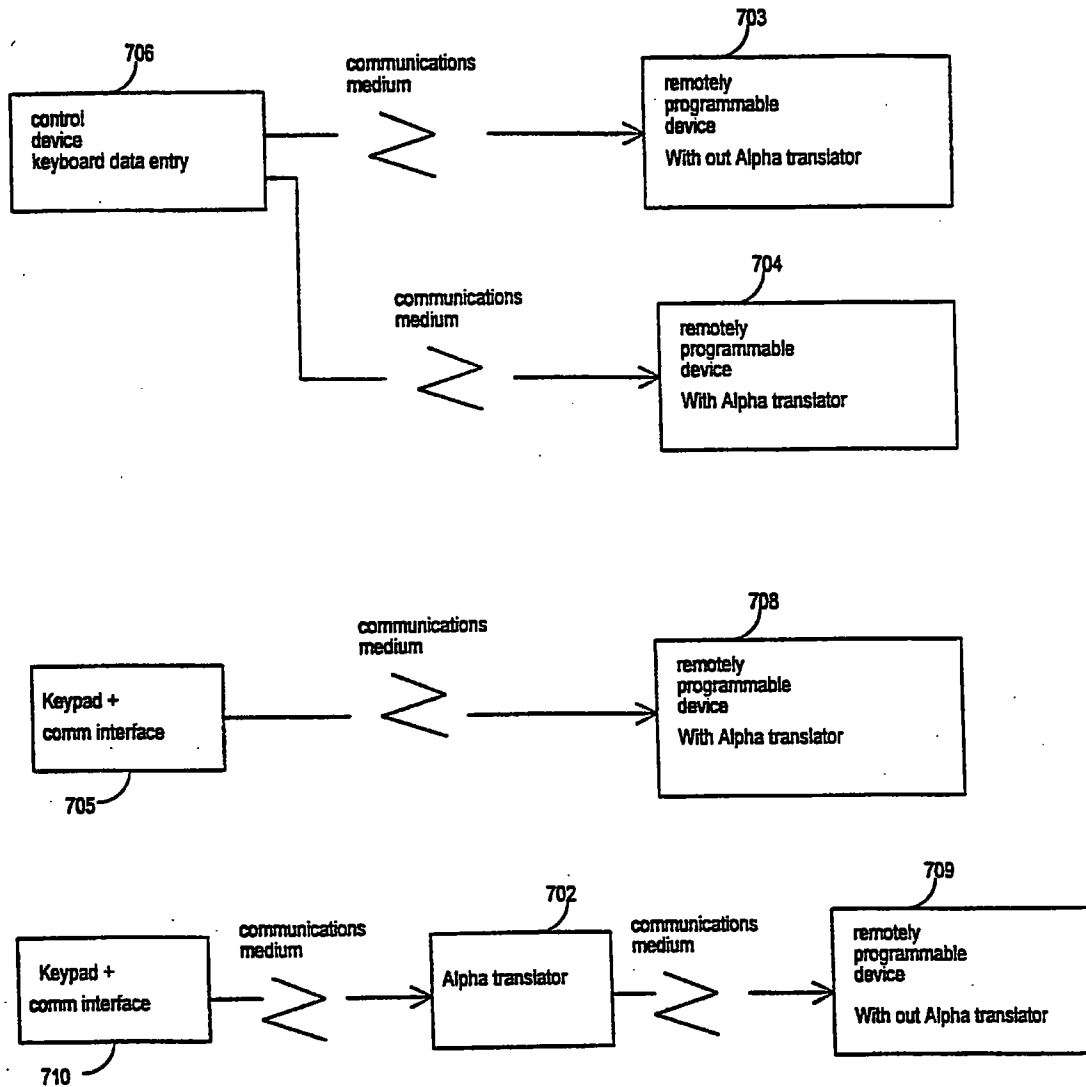 703
706
communications
medium
control
device
keyboard data entry
remotely
programmable
device
With out Alpha translator
704
communications
medium
remotely
programmable
device
With Alpha translator
708
communications
medium
Keypad +
comm interface
705
remotely
programmable
device
With Alpha translator
709
702
communications
medium
communications
medium
Keypad +
comm interface
710
Alpha translator
remotely
programmable
device
With out Alpha translator